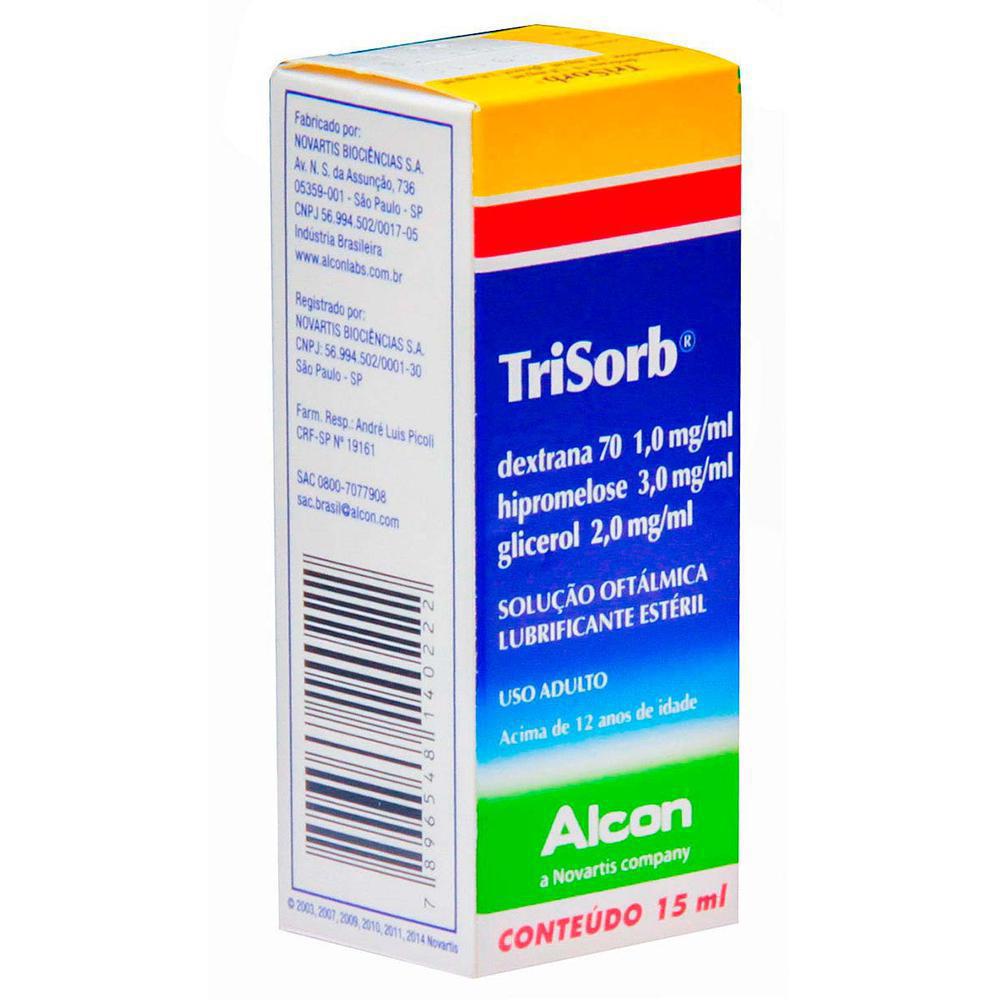 TriSorb
Fabricado por:
NOVARTIS BIOCIÊNCIAS S.A.
Av. N. S. da Assunção, 736
05359-001 - São Paulo - SP
CNPJ 56.994.502/0017-05
Indústria Brasileira
www.alconlabs.com.br
Registrado por:
NOVARTIS BIOCIÊNCIAS S.A.
CNPJ: 56.994.502/0001-30
São Paulo - SP
Farm. Resp.: André Luis Picoli
CRF-SP Nº 19161
SAC 0800-7077908
sac.brasil@alcon.com
7 896548 140222
© 2003, 2007, 2009, 2010, 2011, 2014 Novartis
TriSorb®
dextrana 70 1,0 mg/ml
hipromelose 3,0 mg/ml
glicerol 2,0 mg/ml
SOLUÇÃO OFTÁLMICA
LUBRIFICANTE ESTÉRIL
USO ADULTO
Acima de 12 anos de idade
Alcon
a Novartis company
CONTEÚDO 15 ml